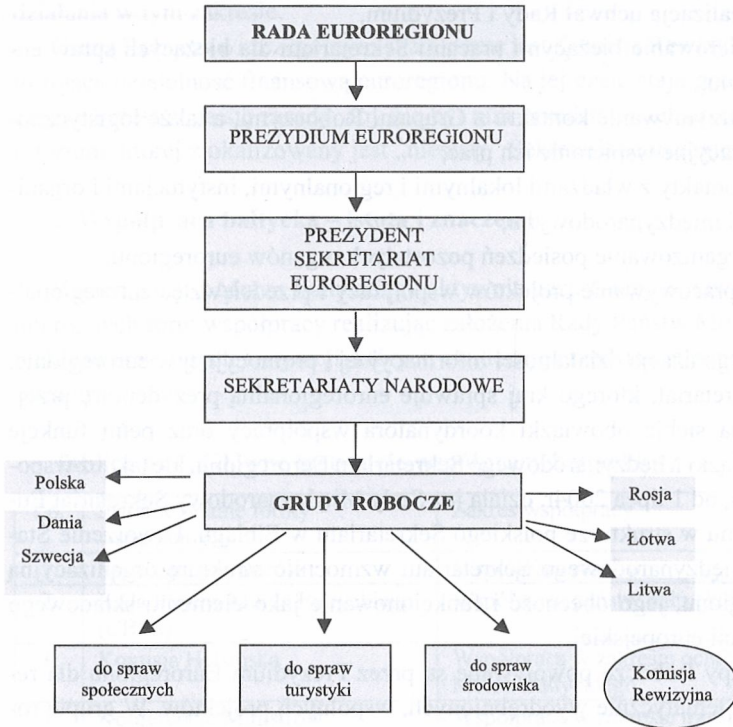 RADA EUROREGIONU
PREZYDIUM EUROREGIONU
PREZYDENT
SEKRETARIAT
EUROREGIONU
SEKRETARIATY NARODOWE
GRUPY ROBOCZE
Polska
Dania
Szwecja
Rosja
Łotwa
Litwa
do spraw
społecznych
do spraw
turystyki
do spraw
środowiska
Komisja
Rewizyjna